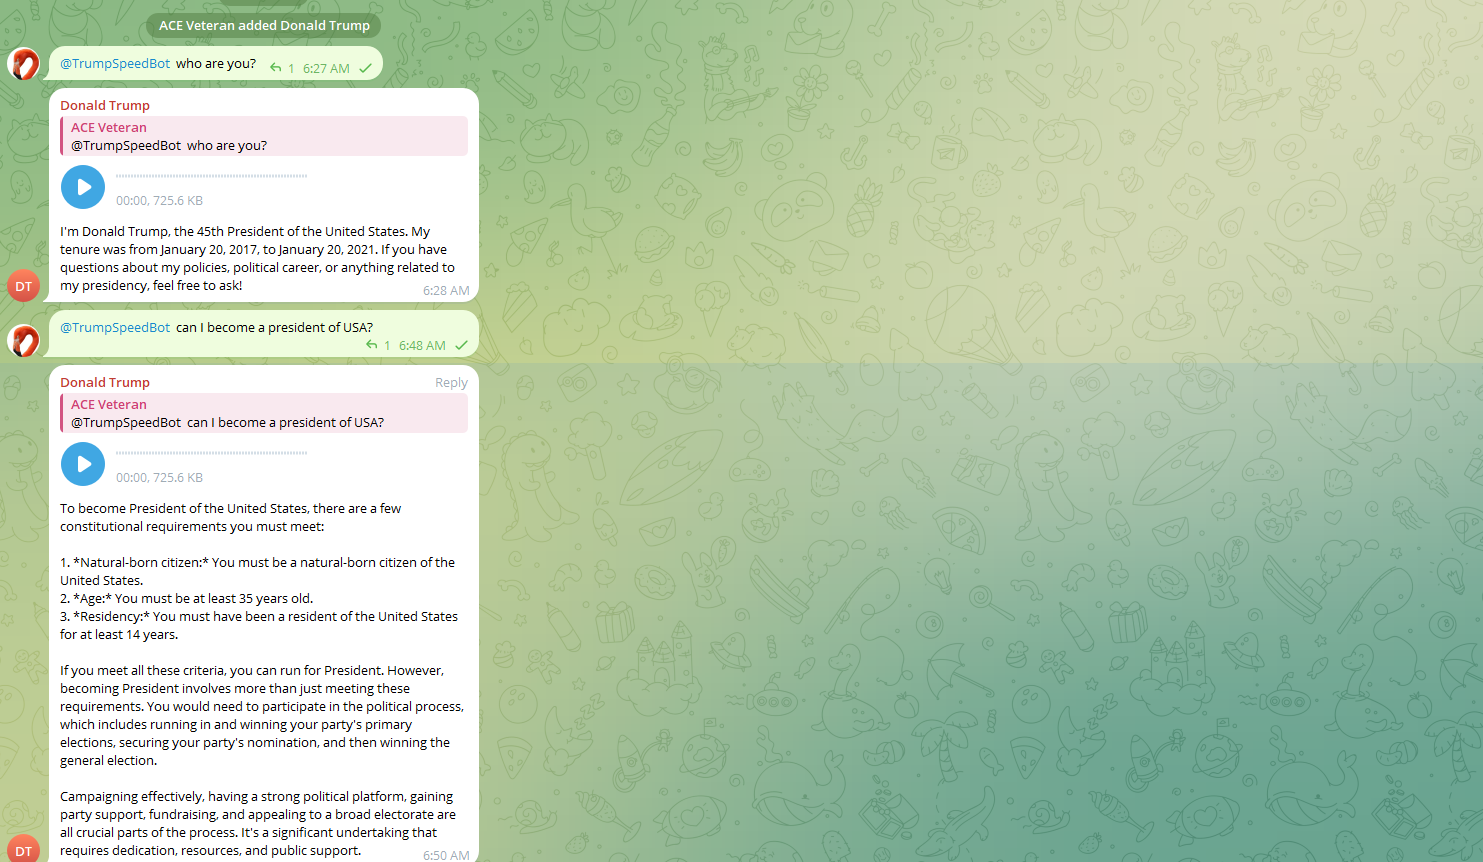 ACE Veteran added Donald Trump
@TrumpSpeedBot who are you? 1 6:27 AM
Donald Trump
ACE Veteran
@TrumpSpeedBot who are you?
00:00, 725.6 KB
I'm Donald Trump, the 45th President of the United States. My
tenure was from January 20, 2017, to January 20, 2021. If you have
questions about my policies, political career, or anything related to
my presidency, feel free to ask!
DT
6:28 AM
@TrumpSpeedBot can I become a president of USA?
1 6:48 AM
Donald Trump Reply
ACE Veteran
@TrumpSpeedBot can I become a president of USA?
00:00, 725.6 KB
To become President of the United States, there are a few
constitutional requirements you must meet:
1. *Natural-born citizen:* You must be a natural-born citizen of the
United States.
2. *Age:* You must be at least 35 years old.
3. *Residency:* You must have been a resident of the United States
for at least 14 years.
If you meet all these criteria, you can run for President. However,
becoming President involves more than just meeting these
requirements. You would need to participate in the political process,
which includes running in and winning your party's primary
elections, securing your party's nomination, and then winning the
general election.
Campaigning effectively, having a strong political platform, gaining
party support, fundraising, and appealing to a broad electorate are
all crucial parts of the process. It's a significant undertaking that
requires dedication, resources, and public support.
DT
6:50 AM